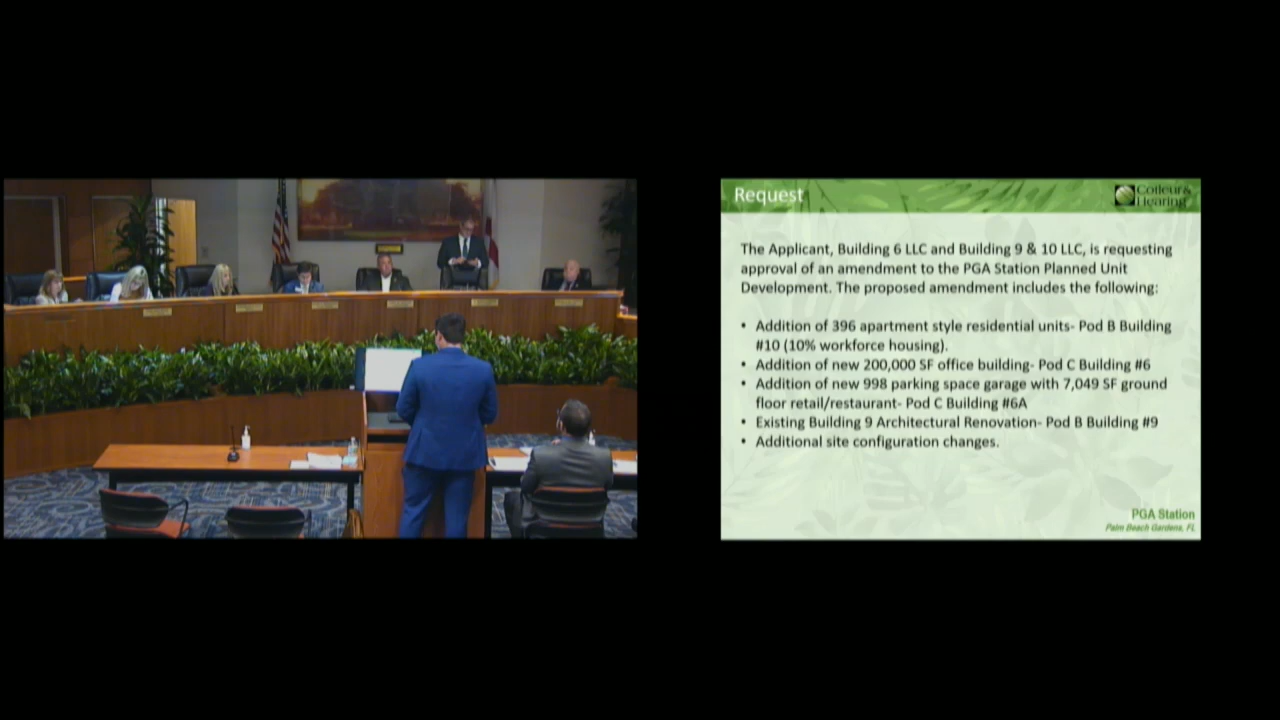 Request
Cotleur &
Hearing
The Applicant, Building 6 LLC and Building 9 & 10 LLC, is requesting
approval of an amendment to the PGA Station Planned Unit
Development. The proposed amendment includes the following:
• Addition of 396 apartment style residential units- Pod B Building
#10 (10% workforce housing).
• Addition of new 200,000 SF office building- Pod C Building #6
• Addition of new 998 parking space garage with 7,049 SF ground
floor retail/restaurant- Pod C Building #6A
• Existing Building 9 Architectural Renovation- Pod B Building #9
• Additional site configuration changes.
PGA Station
Palm Beach Gardens, FL